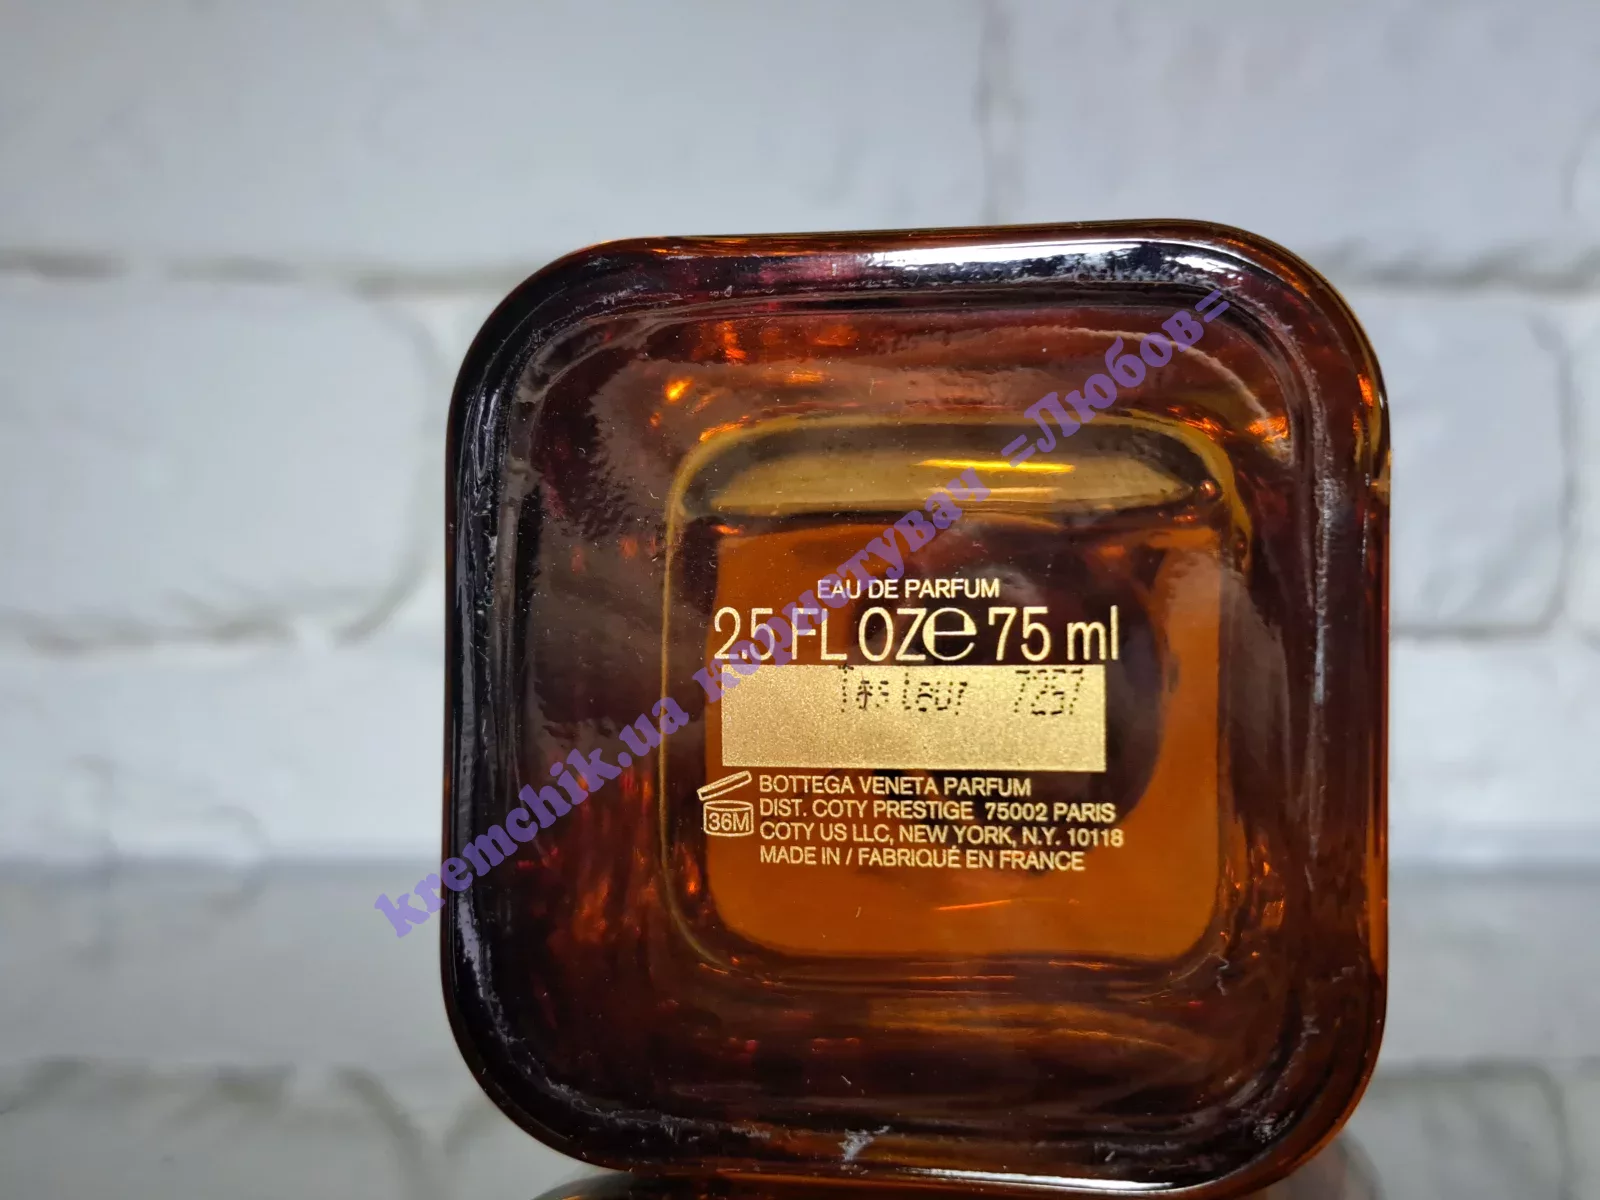 EAU DE PARFUM
2.5 FL OZ e 75 ml
Testeur 7257
BOTTEGA VENETA PARFUM
DIST. COTY PRESTIGE 75002 PARIS
36M
COTY US LLC, NEW YORK, N.Y. 10118
MADE IN / FABRIQUÉ EN FRANCE
kremchik.ua користувач =Любов=